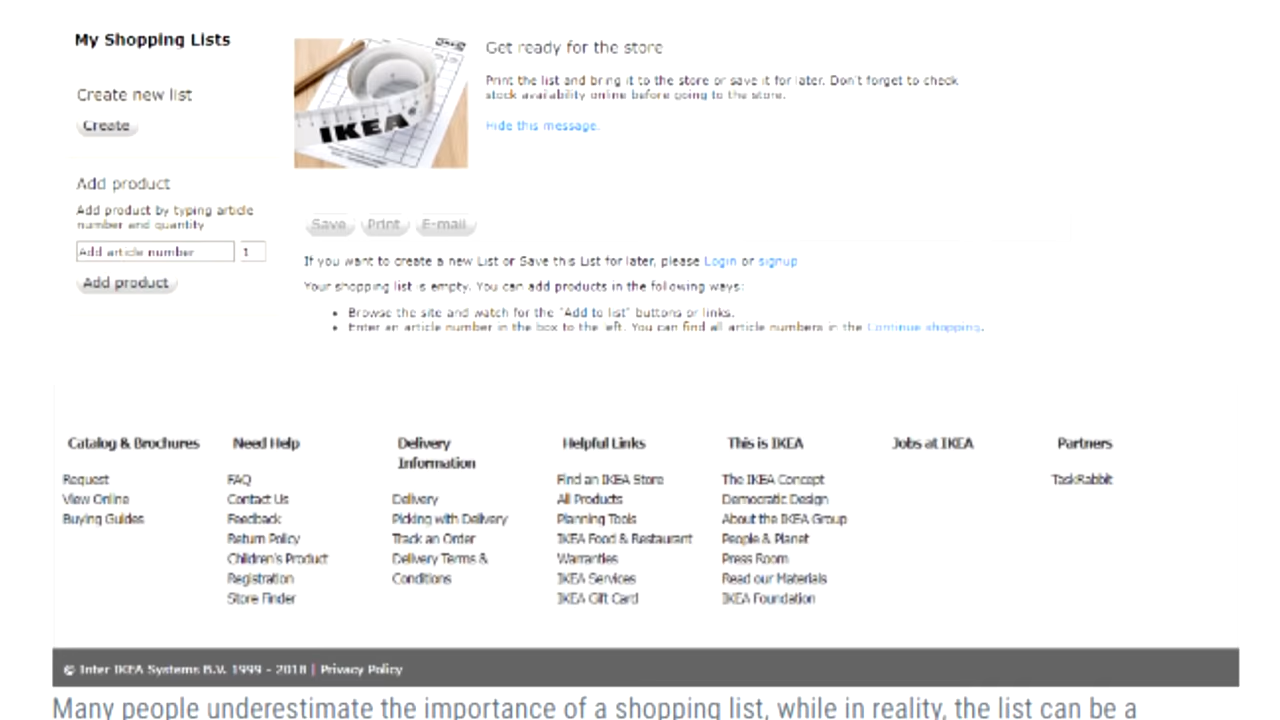 My Shopping Lists
Create new list
Create
Add product
Add product by typing article
number and quantity
Add article number 1
Add product
IKEA
Get ready for the store
Print the list and bring it to the store or save it for later. Don't forget to check
stock availability online before going to the store.
Hide this message.
Save Print E-mail
If you want to create a new List or Save this List for later, please Login or signup
Your shopping list is empty. You can add products in the following ways:
• Browse the site and watch for the "Add to list" buttons or links.
• Enter an article number in the box to the left. You can find all article numbers in the Continue shopping.
Catalog & Brochures
Request
View Online
Buying Guides
Need Help
FAQ
Contact Us
Feedback
Return Policy
Children's Product
Registration
Store Finder
Delivery
Information
Delivery
Picking with Delivery
Track an Order
Delivery Terms &
Conditions
Helpful Links
Find an IKEA Store
All Products
Planning Tools
IKEA Food & Restaurant
Warranties
IKEA Services
IKEA Gift Card
This is IKEA
The IKEA Concept
Democratic Design
About the IKEA Group
People & Planet
Press Room
Read our Materials
IKEA Foundation
Jobs at IKEA
Partners
TaskRabbit
© Inter IKEA Systems B.V. 1999 - 2018 | Privacy Policy
Many people underestimate the importance of a shopping list, while in reality, the list can be a